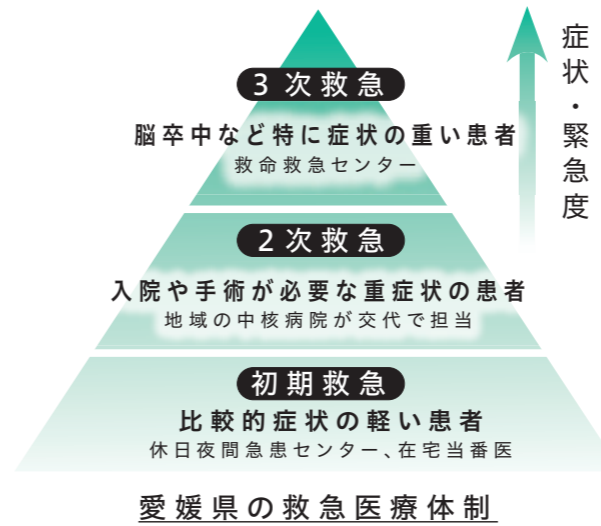 3次救急
脳卒中など特に症状の重い患者
救命救急センター
症状・緊急度
2次救急
入院や手術が必要な重症状の患者
地域の中核病院が交代で担当
初期救急
比較的症状の軽い患者
休日夜間急患センター、在宅当番医
愛媛県の救急医療体制